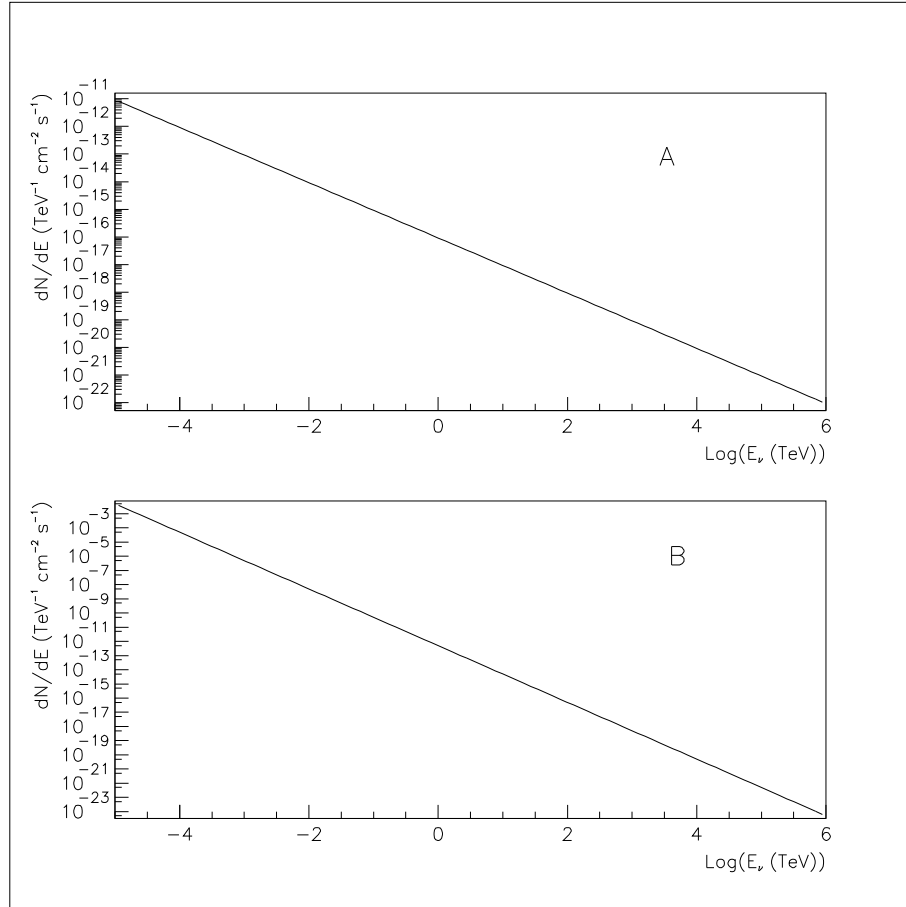 10⁻¹¹
10⁻¹²
10⁻¹³
10⁻¹⁴
10⁻¹⁵
10⁻¹⁶
10⁻¹⁷
10⁻¹⁸
10⁻¹⁹
10⁻²⁰
10⁻²¹
10⁻²²
dN/dE (TeV⁻¹ cm⁻² s⁻¹)
A
−4 −2 0 2 4 6
Log(Eᵥ (TeV))
10⁻³
10⁻⁵
10⁻⁷
10⁻⁹
10⁻¹¹
10⁻¹³
10⁻¹⁵
10⁻¹⁷
10⁻¹⁹
10⁻²¹
10⁻²³
dN/dE (TeV⁻¹ cm⁻² s⁻¹)
B
−4 −2 0 2 4 6
Log(Eᵥ (TeV))